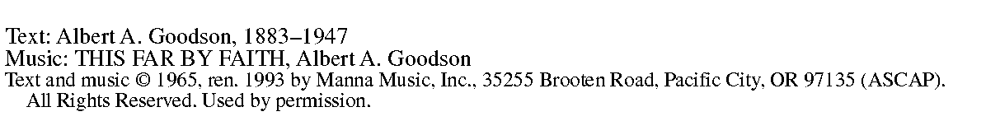 Text: Albert A. Goodson, 1883–1947
Music: THIS FAR BY FAITH, Albert A. Goodson
Text and music © 1965, ren. 1993 by Manna Music, Inc., 35255 Brooten Road, Pacific City, OR 97135 (ASCAP).
All Rights Reserved. Used by permission.